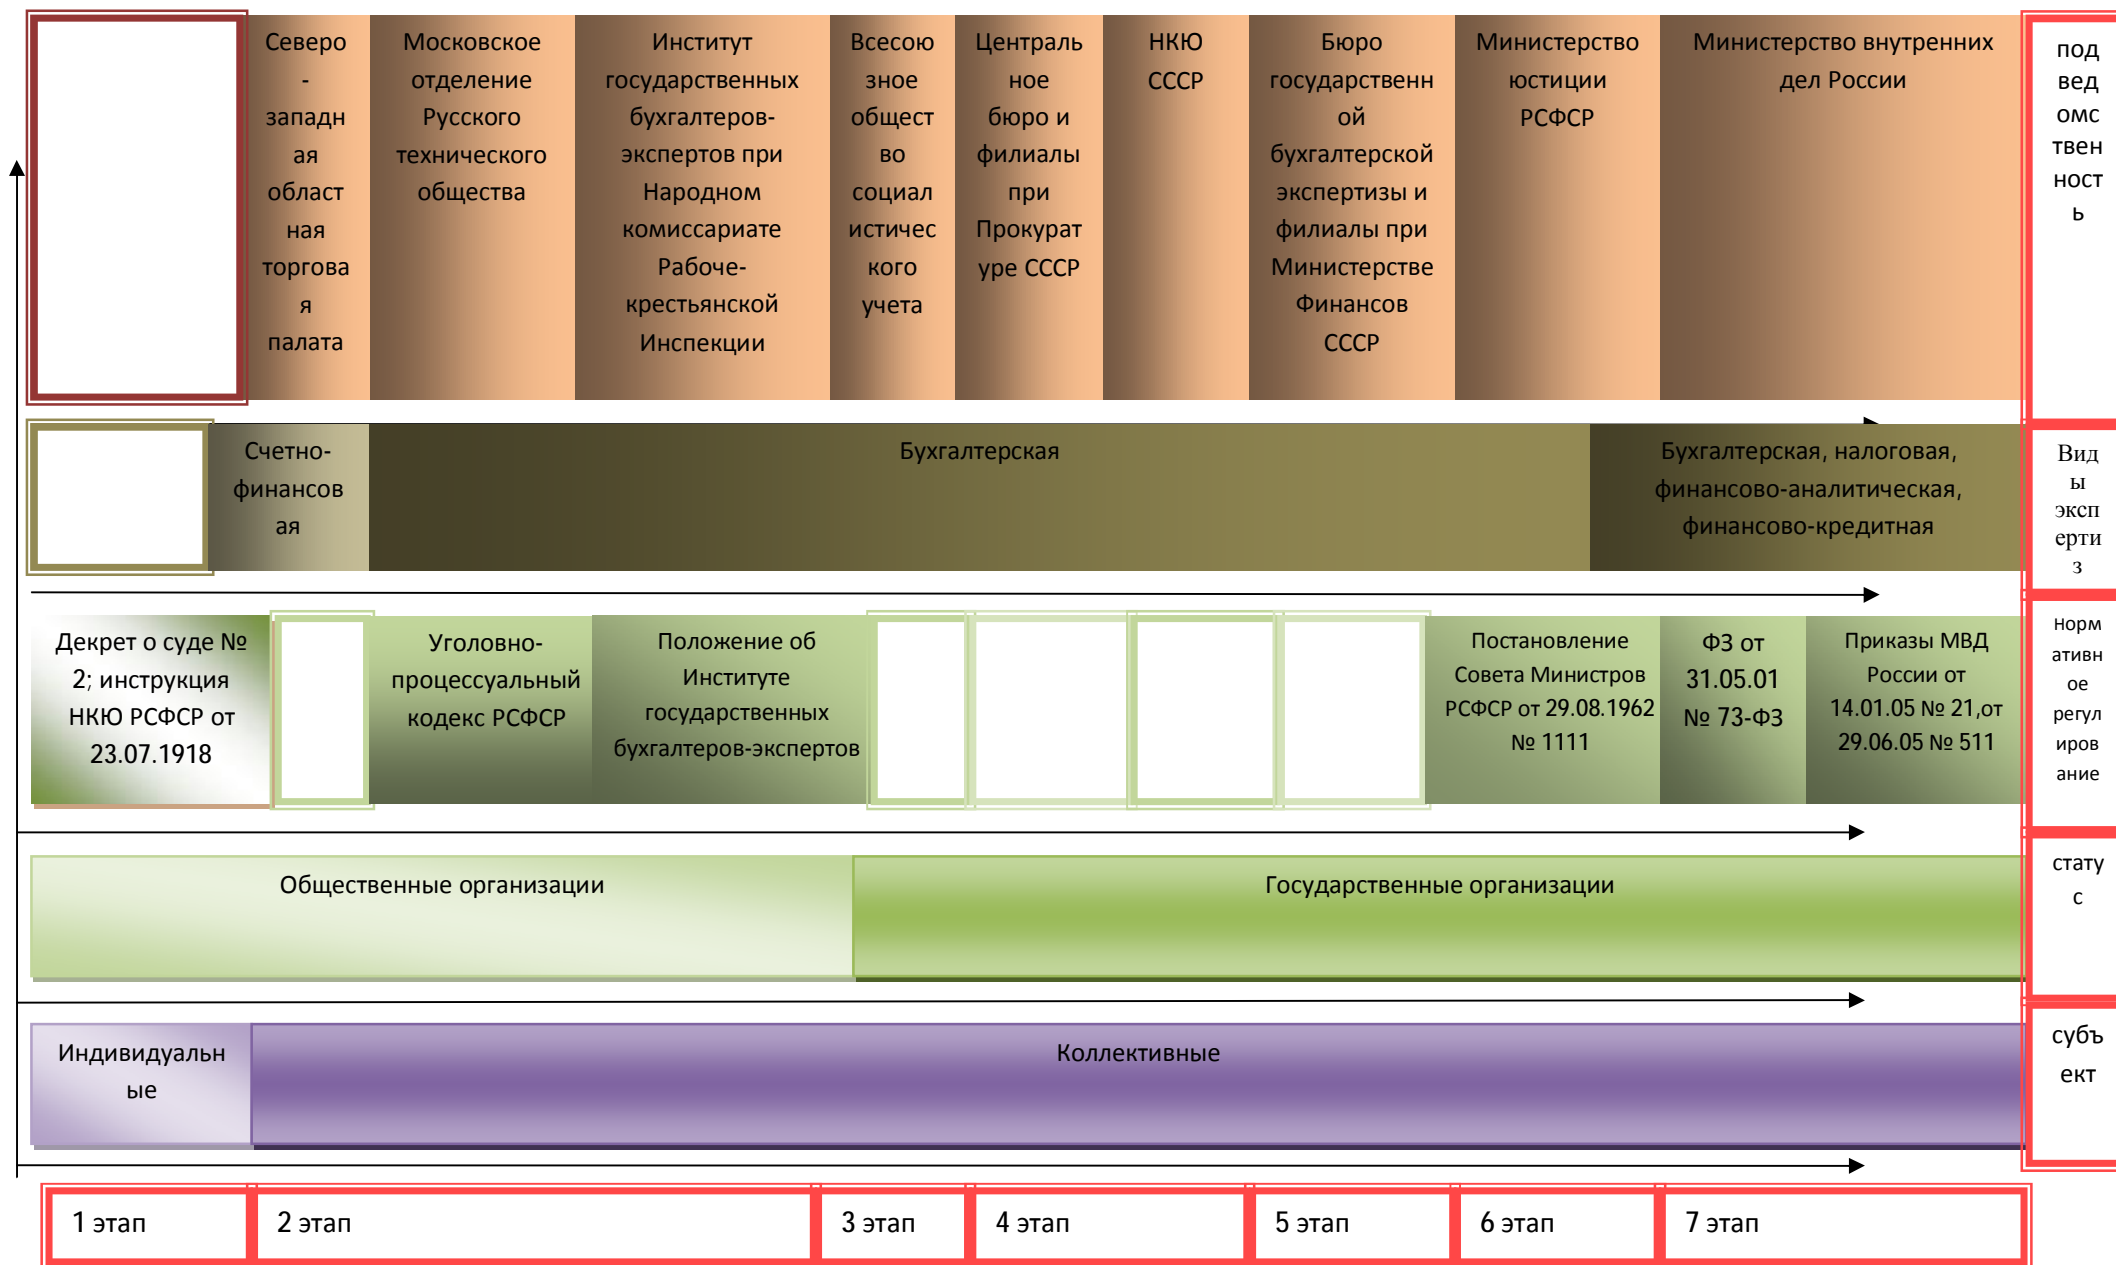 Северо
-
западн
ая
област
ная
торгова
я
палата
Московское
отделение
Русского
технического
общества
Институт
государственных
бухгалтеров-
экспертов при
Народном
комиссариате
Рабоче-
крестьянской
Инспекции
Всесою
зное
общест
во
социал
истичес
кого
учета
Централь
ное
бюро и
филиалы
при
Прокурат
уре СССР
НКЮ
СССР
Бюро
государственн
ой
бухгалтерской
экспертизы и
филиалы при
Министерстве
Финансов
СССР
Министерство
юстиции
РСФСР
Министерство внутренних
дел России
под
вед
омс
твен
ност
ь
Счетно-
финансов
ая
Бухгалтерская
Бухгалтерская, налоговая,
финансово-аналитическая,
финансово-кредитная
Вид
ы
эксп
ерти
з
Декрет о суде №
2; инструкция
НКЮ РСФСР от
23.07.1918
Уголовно-
процессуальный
кодекс РСФСР
Положение об
Институте
государственных
бухгалтеров-экспертов
Постановление
Совета Министров
РСФСР от 29.08.1962
№ 1111
ФЗ от
31.05.01
№ 73-ФЗ
Приказы МВД
России от
14.01.05 № 21,от
29.06.05 № 511
Норм
ативн
ое
регул
иров
ание
Общественные организации
Государственные организации
стату
с
Индивидуальн
ые
Коллективные
субъ
ект
1 этап
2 этап
3 этап
4 этап
5 этап
6 этап
7 этап